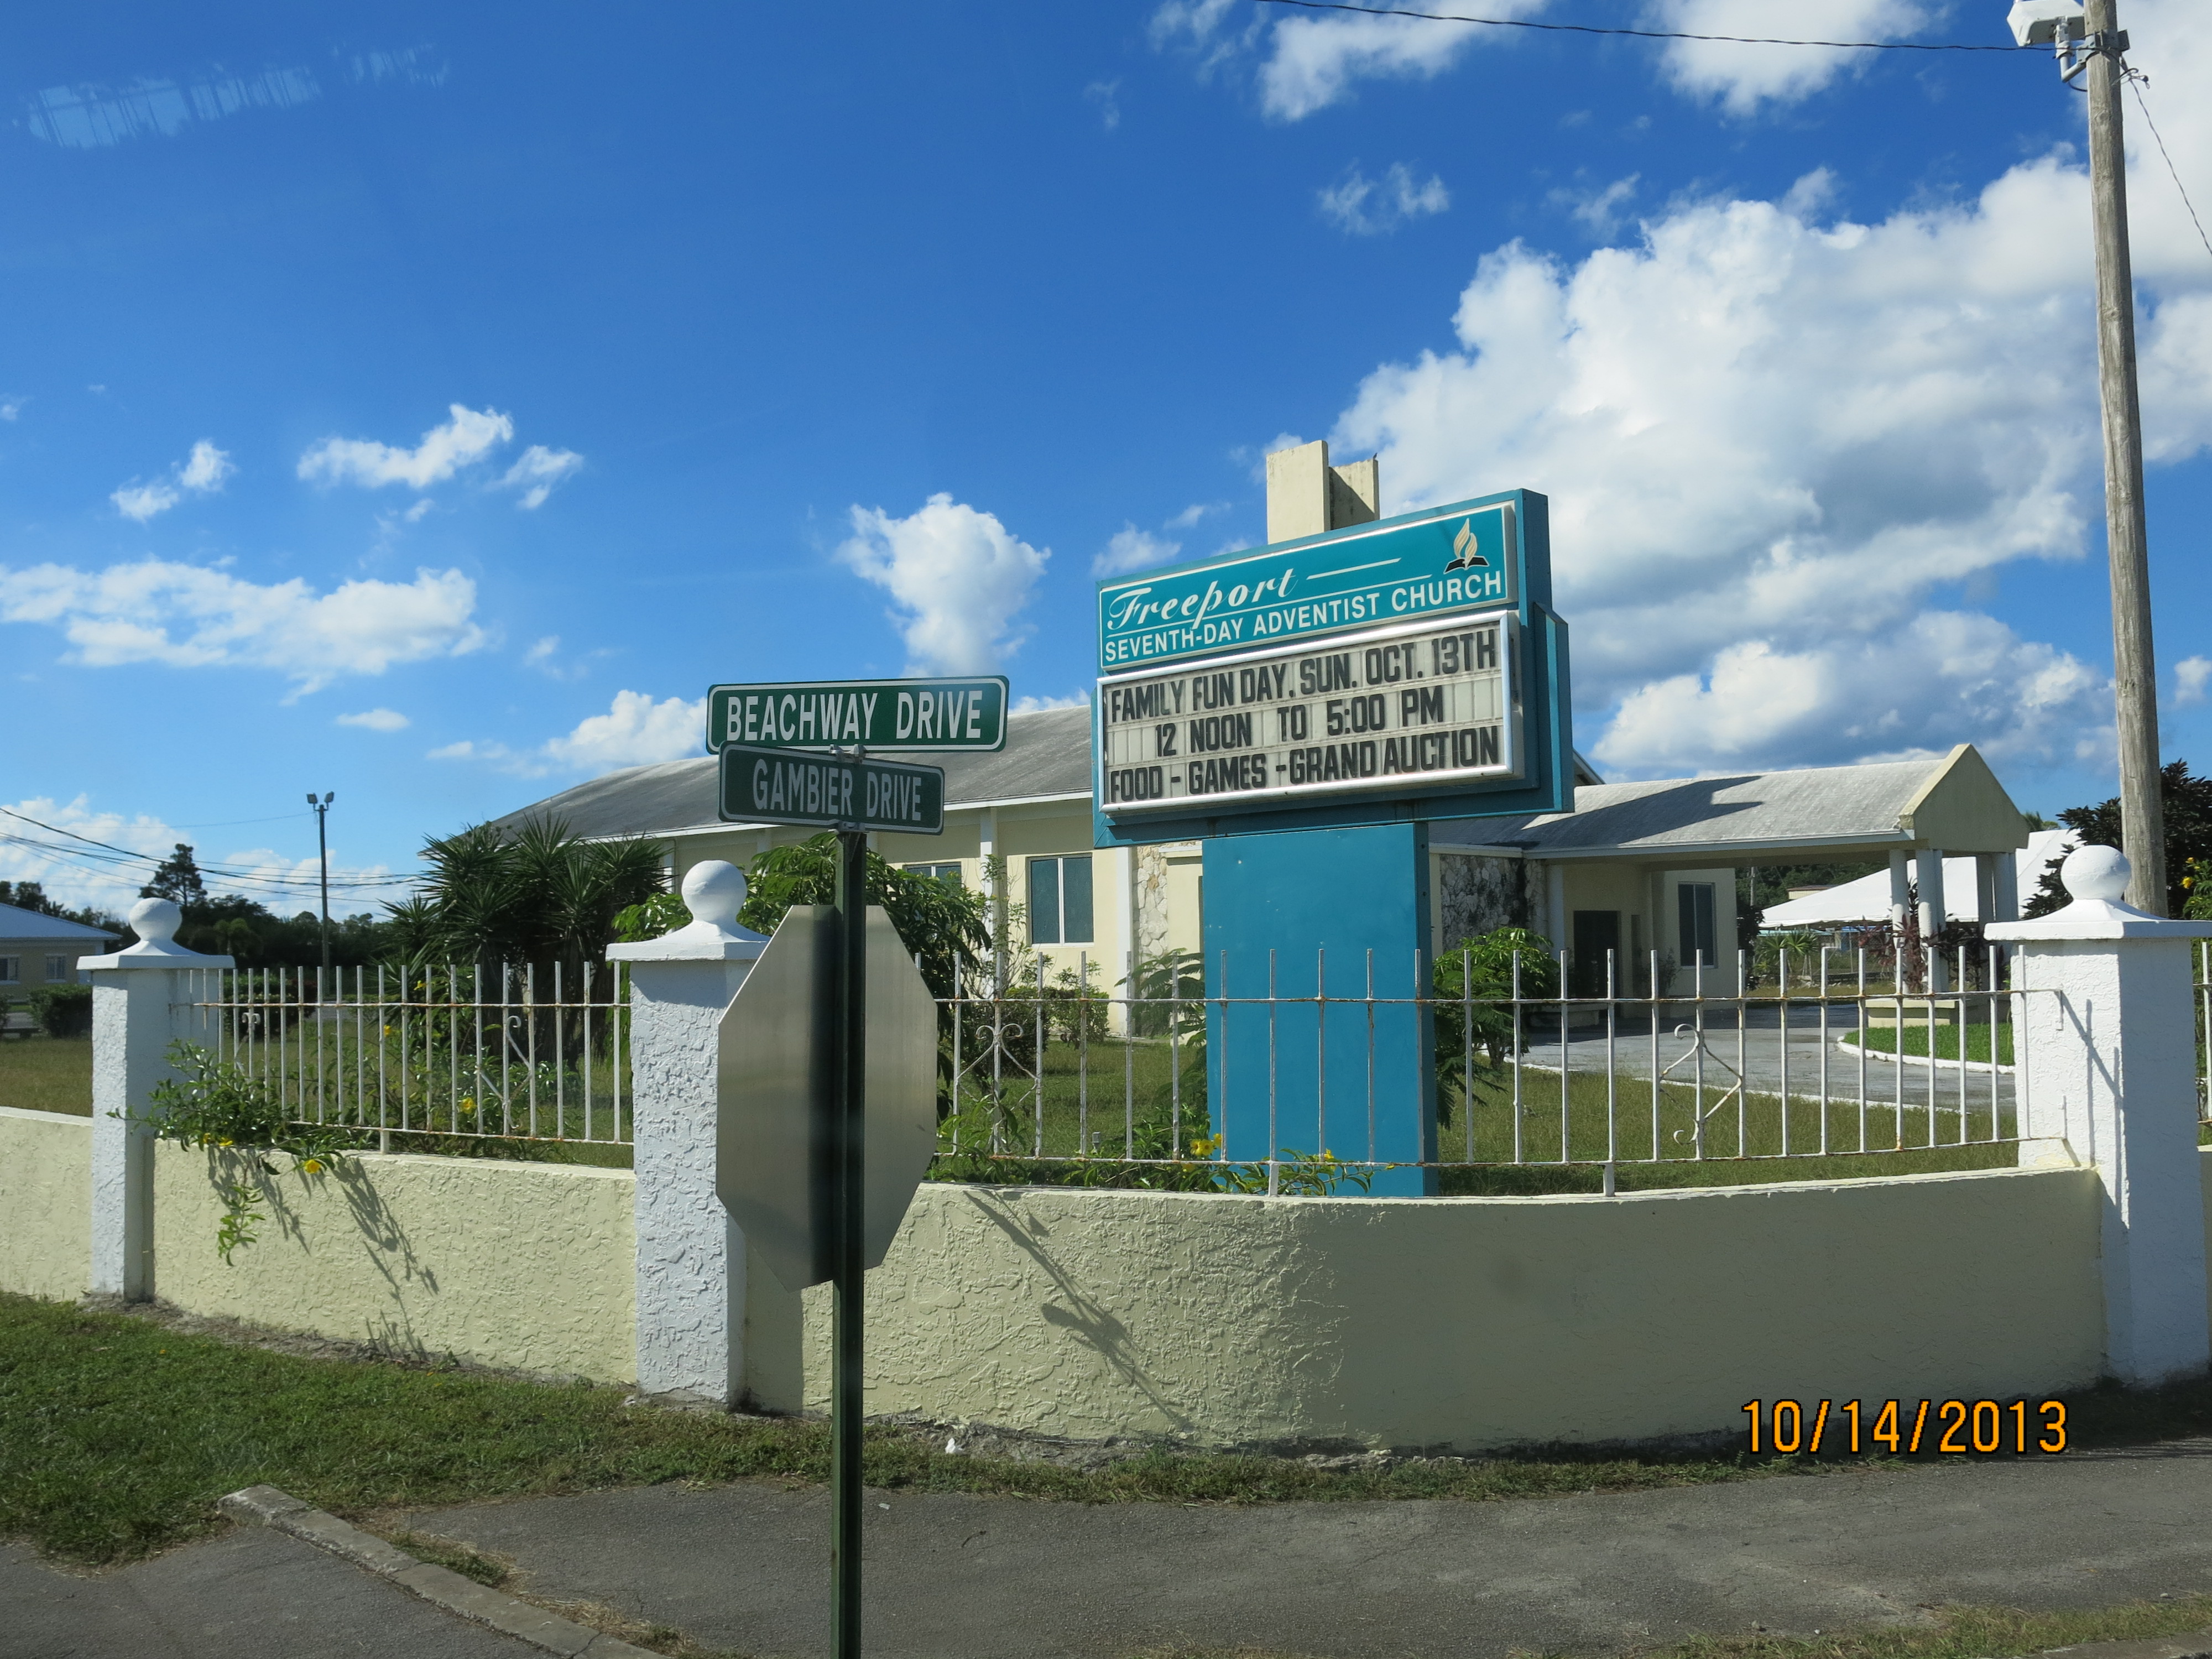 Freeport
SEVENTH-DAY ADVENTIST CHURCH
FAMILY FUN DAY. SUN. OCT. 13TH
12 NOON TO 5:00 PM
FOOD - GAMES - GRAND AUCTION
BEACHWAY DRIVE
GAMBIER DRIVE
10/14/2013